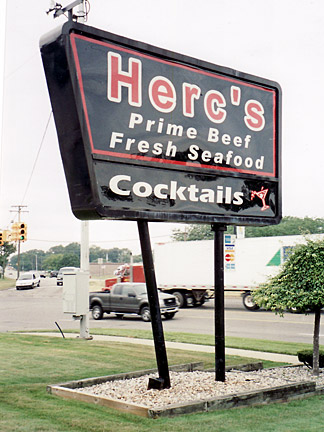 Herc's
Prime Beef
Fresh Seafood
Cocktails